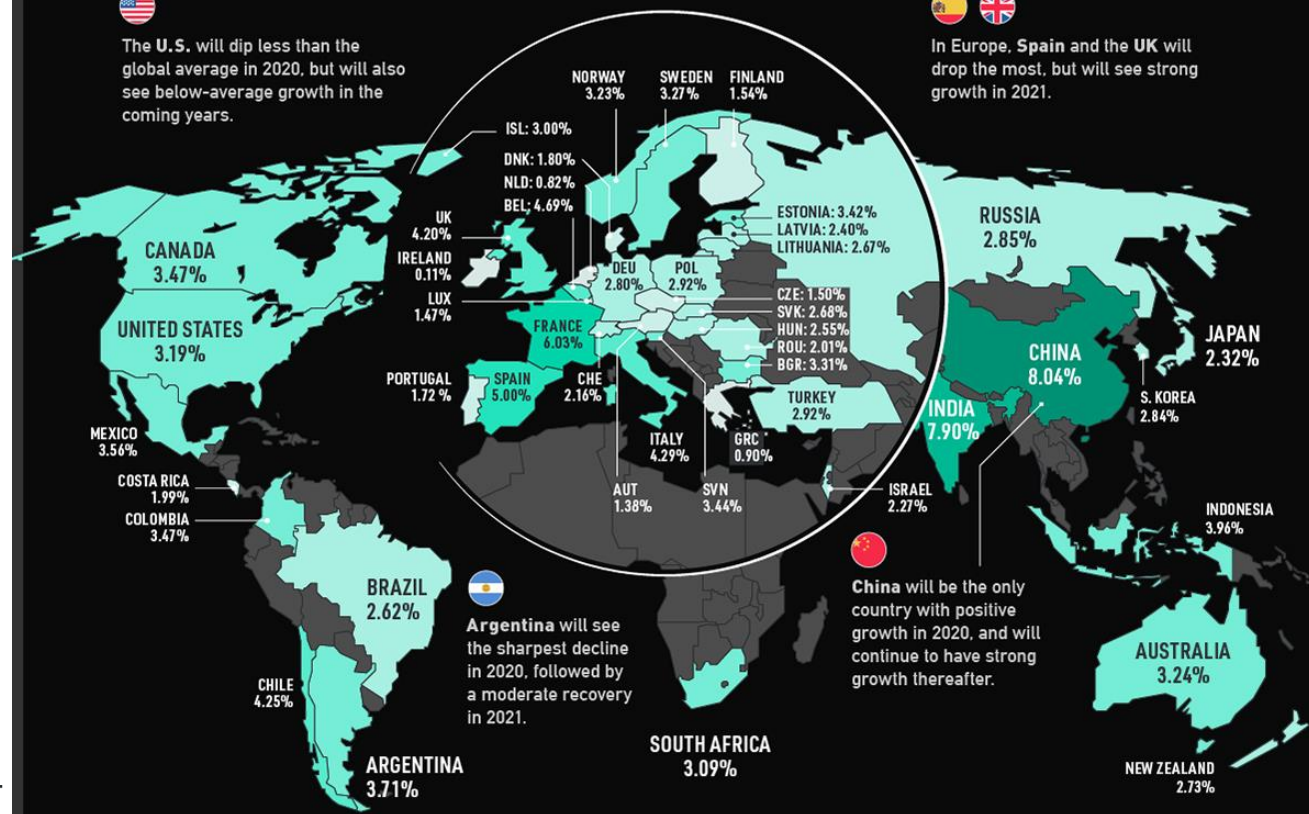 The U.S. will dip less than the
global average in 2020, but will also
see below-average growth in the
coming years.
In Europe, Spain and the UK will
drop the most, but will see strong
growth in 2021.
NORWAY
3.23%
SWEDEN
3.27%
FINLAND
1.54%
ISL: 3.00%
DNK: 1.80%
NLD: 0.82%
BEL: 4.69%
UK
4.20%
IRELAND
0.11%
LUX
1.47%
ESTONIA: 3.42%
LATVIA: 2.40%
LITHUANIA: 2.67%
DEU
2.80%
POL
2.92%
CZE: 1.50%
SVK: 2.68%
HUN: 2.55%
ROU: 2.01%
BGR: 3.31%
FRANCE
6.03%
PORTUGAL
1.72 %
SPAIN
5.00%
CHE
2.16%
TURKEY
2.92%
ITALY
4.29%
GRC
0.90%
AUT
1.38%
SVN
3.44%
ISRAEL
2.27%
CANADA
3.47%
UNITED STATES
3.19%
MEXICO
3.56%
COSTA RICA
1.99%
COLOMBIA
3.47%
BRAZIL
2.62%
CHILE
4.25%
ARGENTINA
3.71%
Argentina will see
the sharpest decline
in 2020, followed by
a moderate recovery
in 2021.
SOUTH AFRICA
3.09%
RUSSIA
2.85%
CHINA
8.04%
INDIA
7.90%
JAPAN
2.32%
S. KOREA
2.84%
INDONESIA
3.96%
China will be the only
country with positive
growth in 2020, and will
continue to have strong
growth thereafter.
AUSTRALIA
3.24%
NEW ZEALAND
2.73%